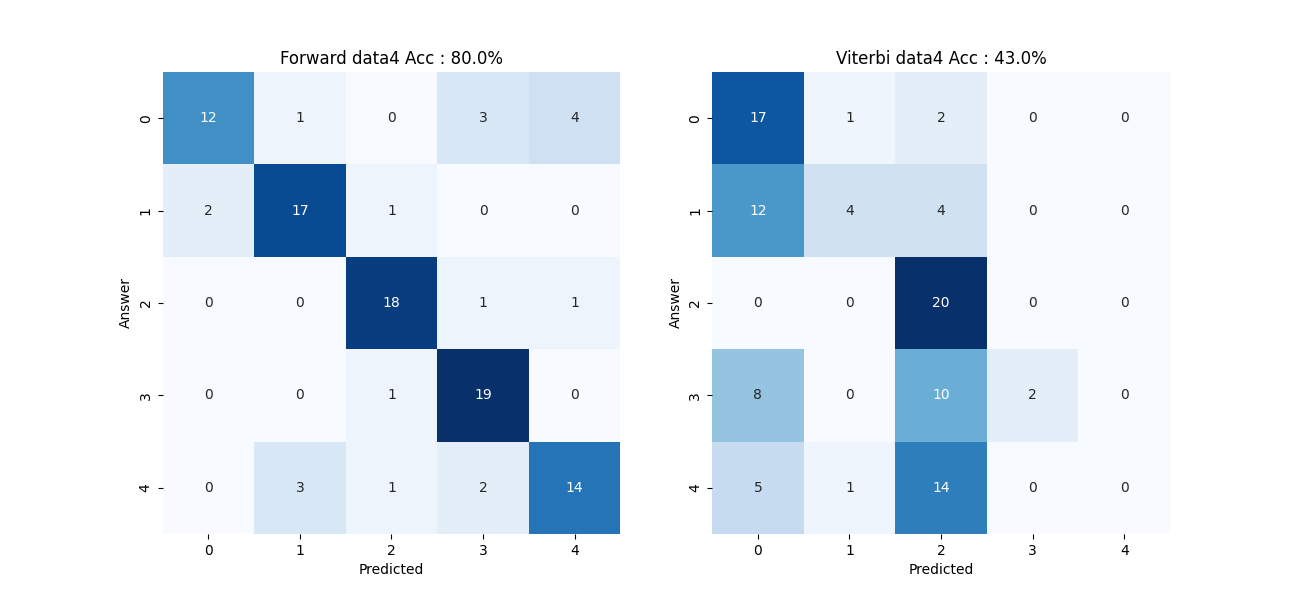 Forward data4 Acc : 80.0%
0 12 1 0 3 4
1 2 17 1 0 0
2 0 0 18 1 1
3 0 0 1 19 0
4 0 3 1 2 14
0 1 2 3 4
Answer
Predicted
Viterbi data4 Acc : 43.0%
0 17 1 2 0 0
1 12 4 4 0 0
2 0 0 20 0 0
3 8 0 10 2 0
4 5 1 14 0 0
0 1 2 3 4
Answer
Predicted